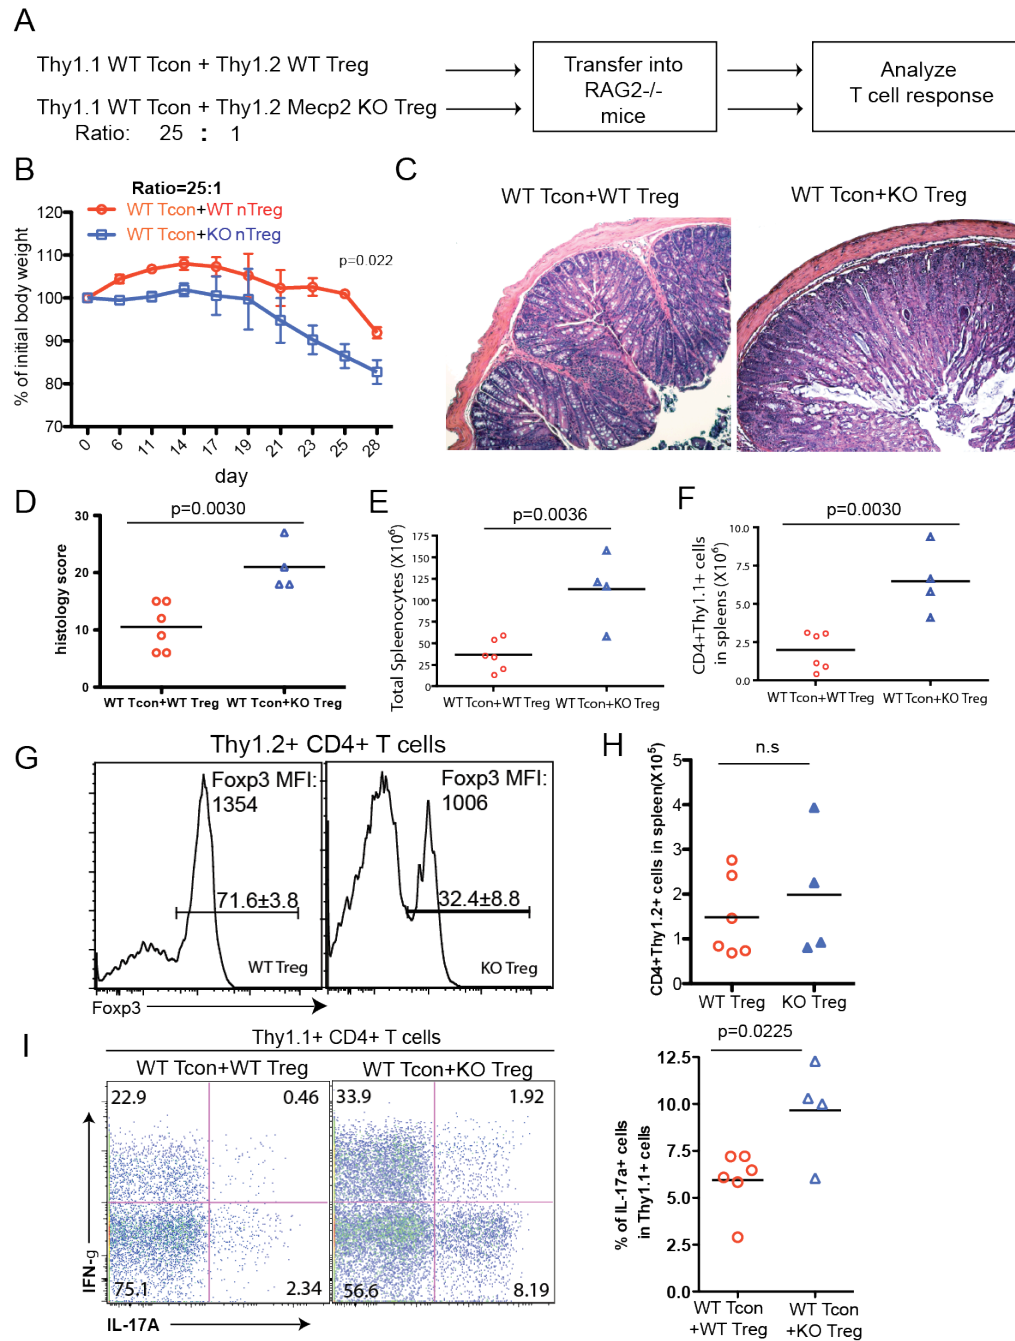 A
Thy1.1 WT Tcon + Thy1.2 WT Treg
Thy1.1 WT Tcon + Thy1.2 Mecp2 KO Treg
Ratio: 25 : 1
Transfer into
RAG2-/-
mice
Analyze
T cell response
B
Ratio=25:1
WT Tcon+WT nTreg
WT Tcon+KO nTreg
p=0.022
% of initial body weight
120
110
100
90
80
70
0 6 11 14 17 19 21 23 25 28
day
C
WT Tcon+WT Treg
WT Tcon+KO Treg
D
p=0.0030
histology score
30
20
10
0
WT Tcon+WT Treg
WT Tcon+KO Treg
E
p=0.0036
Total Spleenocytes (X10⁶)
175
150
125
100
75
50
25
0
WT Tcon+WT Treg
WT Tcon+KO Treg
F
p=0.0030
CD4+Thy1.1+ cells
in spleens (X10⁶)
10.0
7.5
5.0
2.5
0.0
WT Tcon+WT Treg
WT Tcon+KO Treg
G
Thy1.2+ CD4+ T cells
Foxp3 MFI:
1354
71.6±3.8
WT Treg
Foxp3 MFI:
1006
32.4±8.8
KO Treg
Foxp3
H
n.s
CD4+Thy1.2+ cells in spleen(X10⁵)
5
4
3
2
1
0
WT Treg
KO Treg
I
Thy1.1+ CD4+ T cells
WT Tcon+WT Treg
WT Tcon+KO Treg
22.9
0.46
75.1
2.34
33.9
1.92
56.6
8.19
IFN-g
IL-17A
p=0.0225
% of IL-17a+ cells
in Thy1.1+ cells
12.5
10.0
7.5
5.0
2.5
0.0
WT Tcon
+WT Treg
WT Tcon
+KO Treg